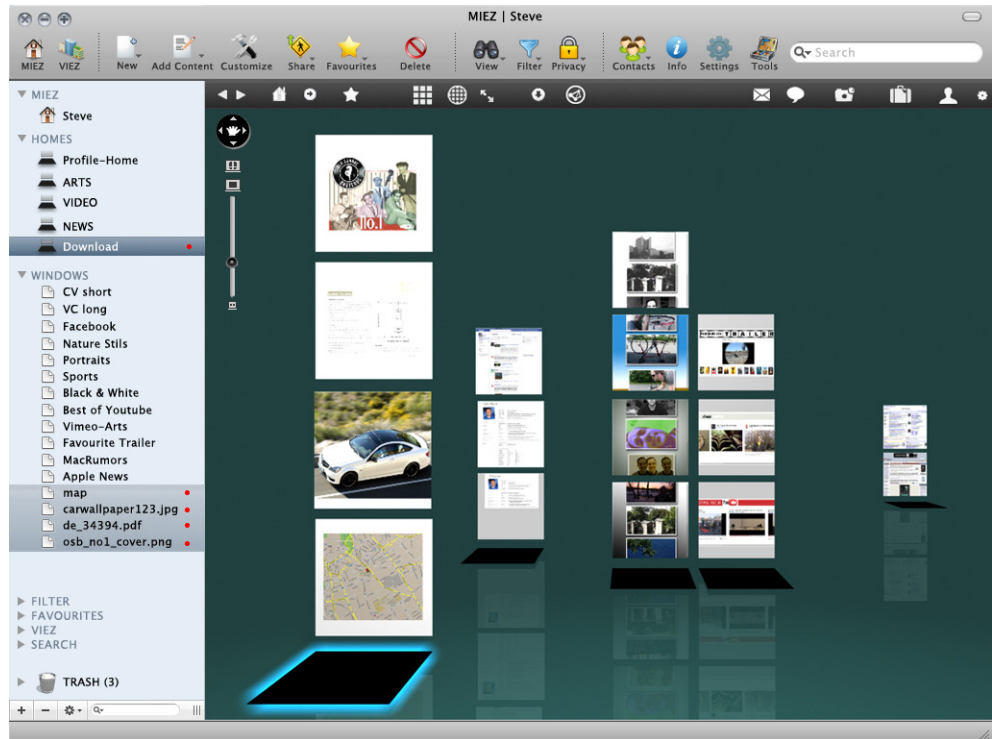 MIEZ | Steve
MIEZ VIEZ New Add Content Customize Share Favourites Delete View Filter Privacy Contacts Info Settings Tools Search
MIEZ
Steve
HOMES
Profile-Home
ARTS
VIDEO
NEWS
Download
WINDOWS
CV short
VC long
Facebook
Nature Stils
Portraits
Sports
Black & White
Best of Youtube
Vimeo-Arts
Favourite Trailer
MacRumors
Apple News
map
carwallpaper123.jpg
de_34394.pdf
osb_no1_cover.png
FILTER
FAVOURITES
VIEZ
SEARCH
TRASH (3)
No.1
TRAILER